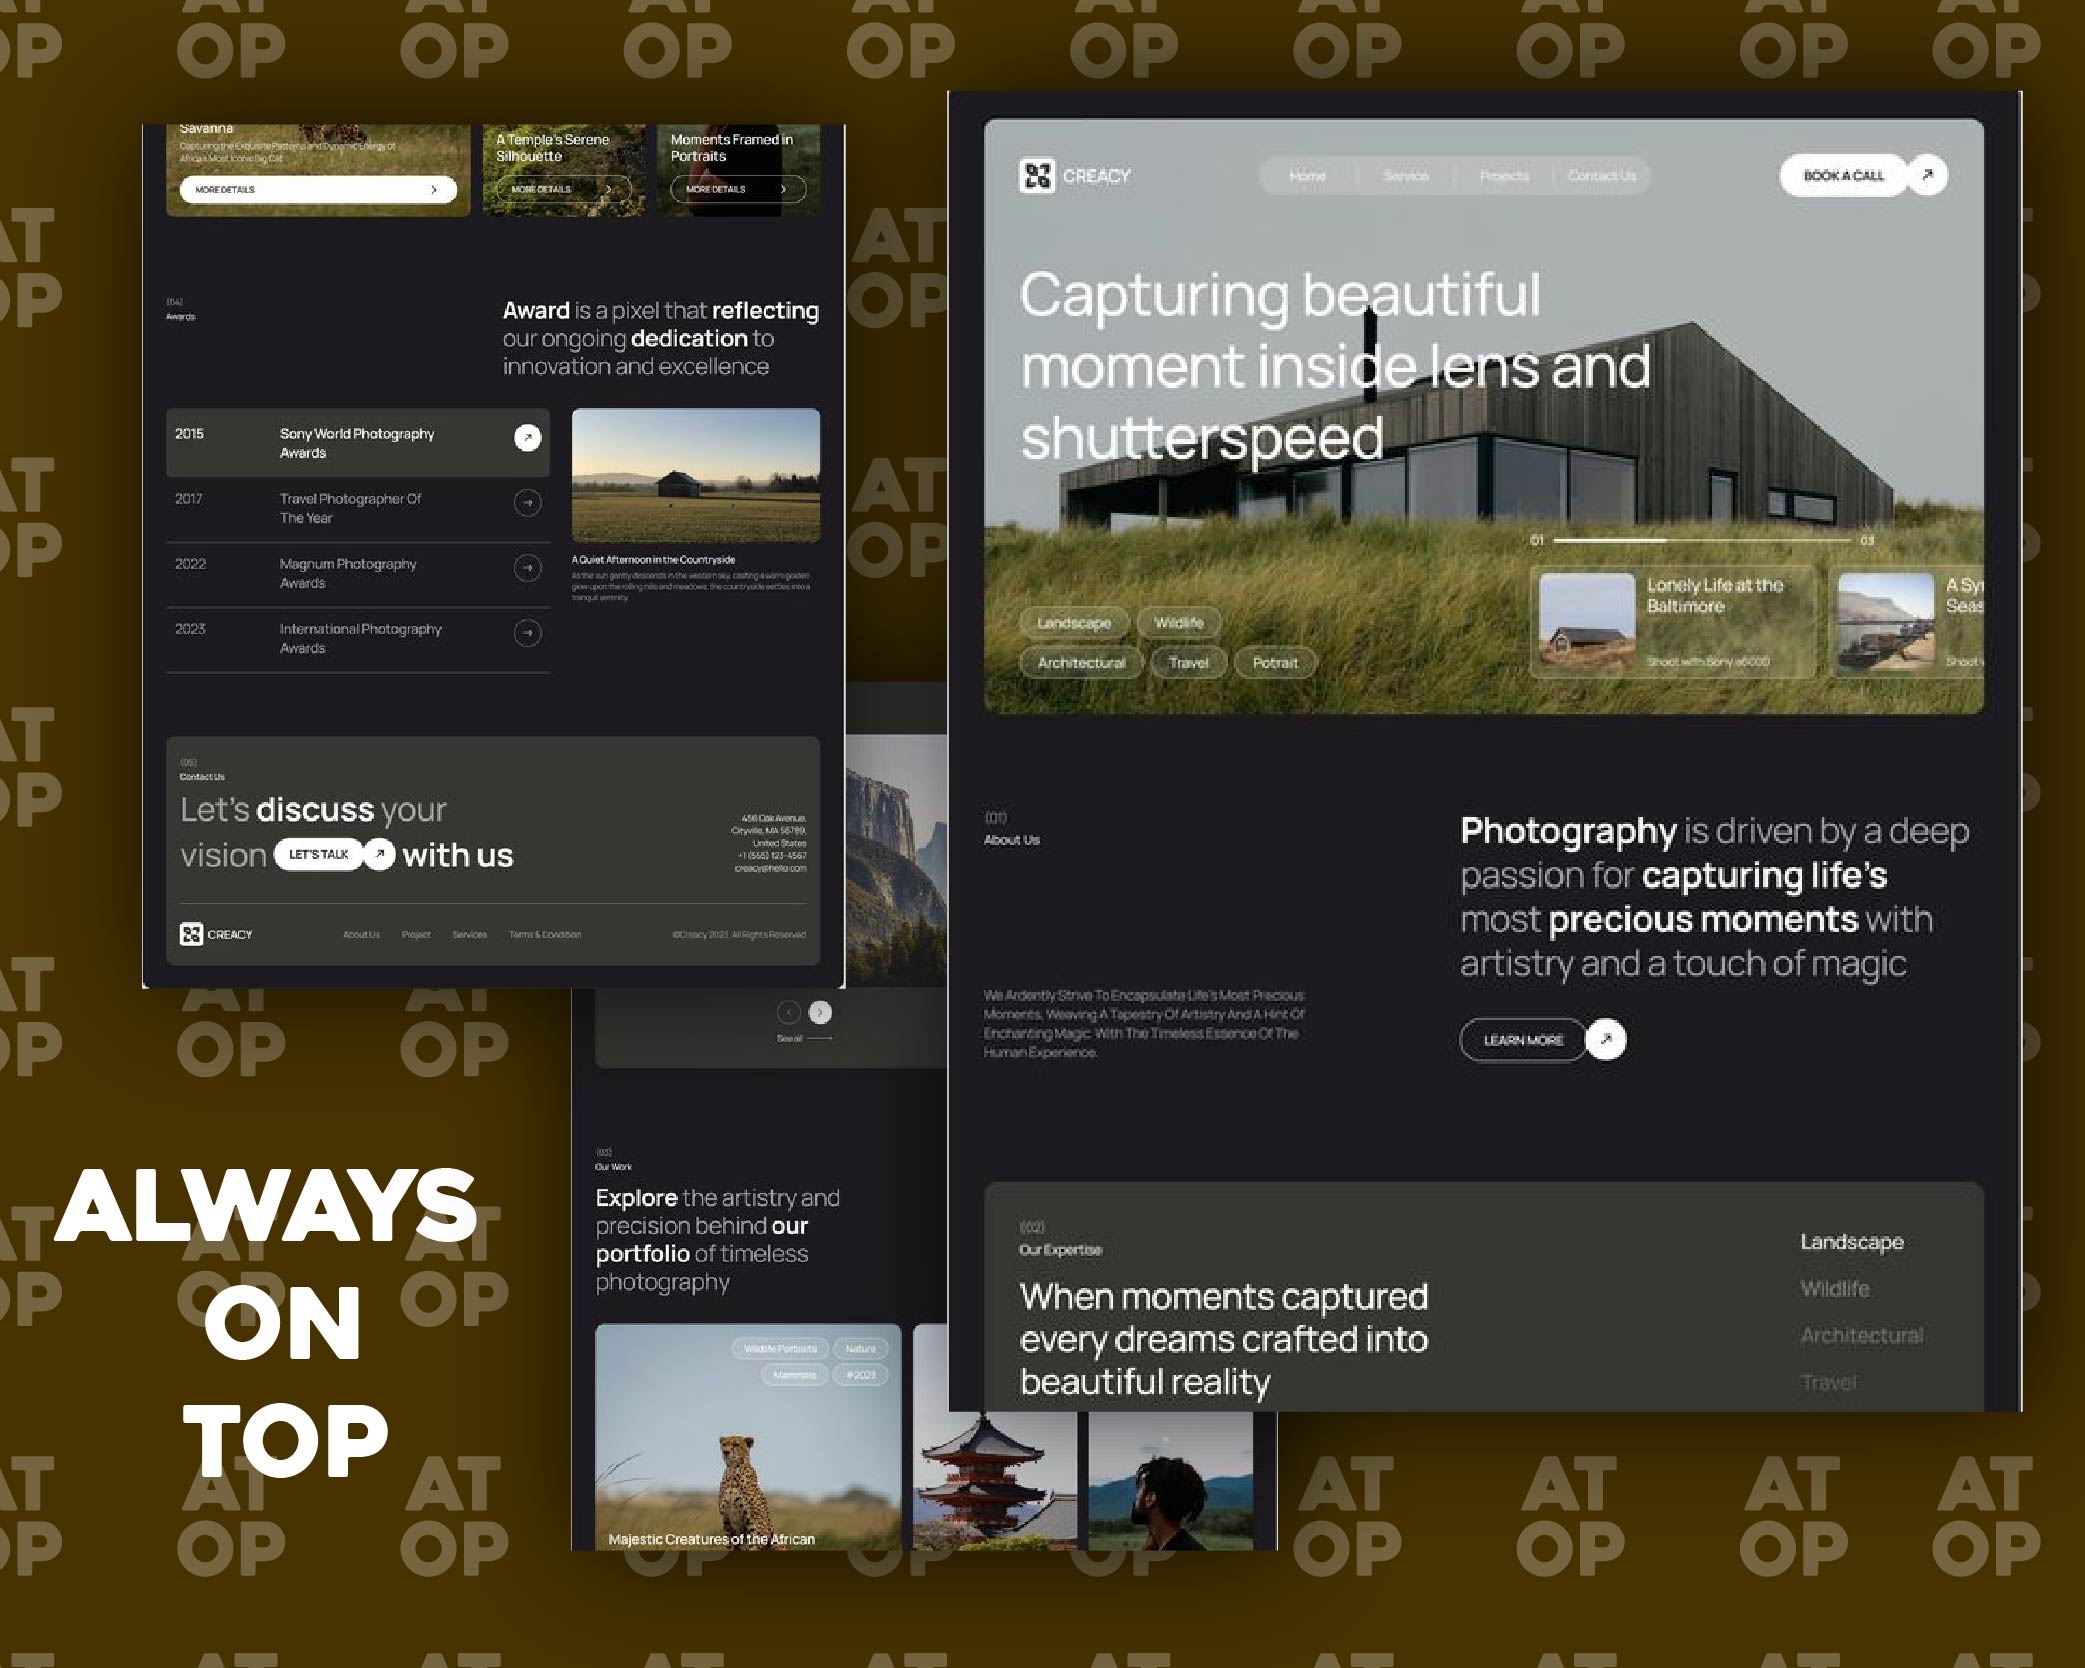 AT OP
Savanna
Capturing the Exquisite Patterns and Dynamic Energy of
Africa's Most Iconic Big Cat
MORE DETAILS
A Temple's Serene
Silhouette
MORE DETAILS
Moments Framed in
Portraits
MORE DETAILS
(04)
Awards
Award is a pixel that reflecting
our ongoing dedication to
innovation and excellence
2015 Sony World Photography
Awards
2017 Travel Photographer Of
The Year
2022 Magnum Photography
Awards
2023 International Photography
Awards
A Quiet Afternoon in the Countryside
As the sun gently descends in the western sky, casting a warm golden
glow upon the rolling hills and meadows, the countryside settles into a
tranquil serenity.
(05)
Contact Us
Let's discuss your
vision LET'S TALK with us
456 Oak Avenue,
Cityville, MA 56789,
United States
+1 (555) 123-4567
creacy@hello.com
CREACY
About Us Project Services Terms & Condition
©Creacy 2023. All Rights Reserved
See all
(03)
Our Work
Explore the artistry and
precision behind our
portfolio of timeless
photography
Wildlife Portraits Nature
Mammals #2023
Majestic Creatures of the African
CREACY
Home Service Projects Contact Us
BOOK A CALL
Capturing beautiful
moment inside lens and
shutterspeed
01 03
Landscape Wildlife
Architectural Travel Potrait
Lonely Life at the
Baltimore
Shoot with Sony a6000
A Syn
Seas
Shoot
(01)
About Us
Photography is driven by a deep
passion for capturing life's
most precious moments with
artistry and a touch of magic
We Ardently Strive To Encapsulate Life's Most Precious
Moments, Weaving A Tapestry Of Artistry And A Hint Of
Enchanting Magic. With The Timeless Essence Of The
Human Experience.
LEARN MORE
(02)
Our Expertise
When moments captured
every dreams crafted into
beautiful reality
Landscape
Wildlife
Architectural
Travel
ALWAYS
ON
TOP